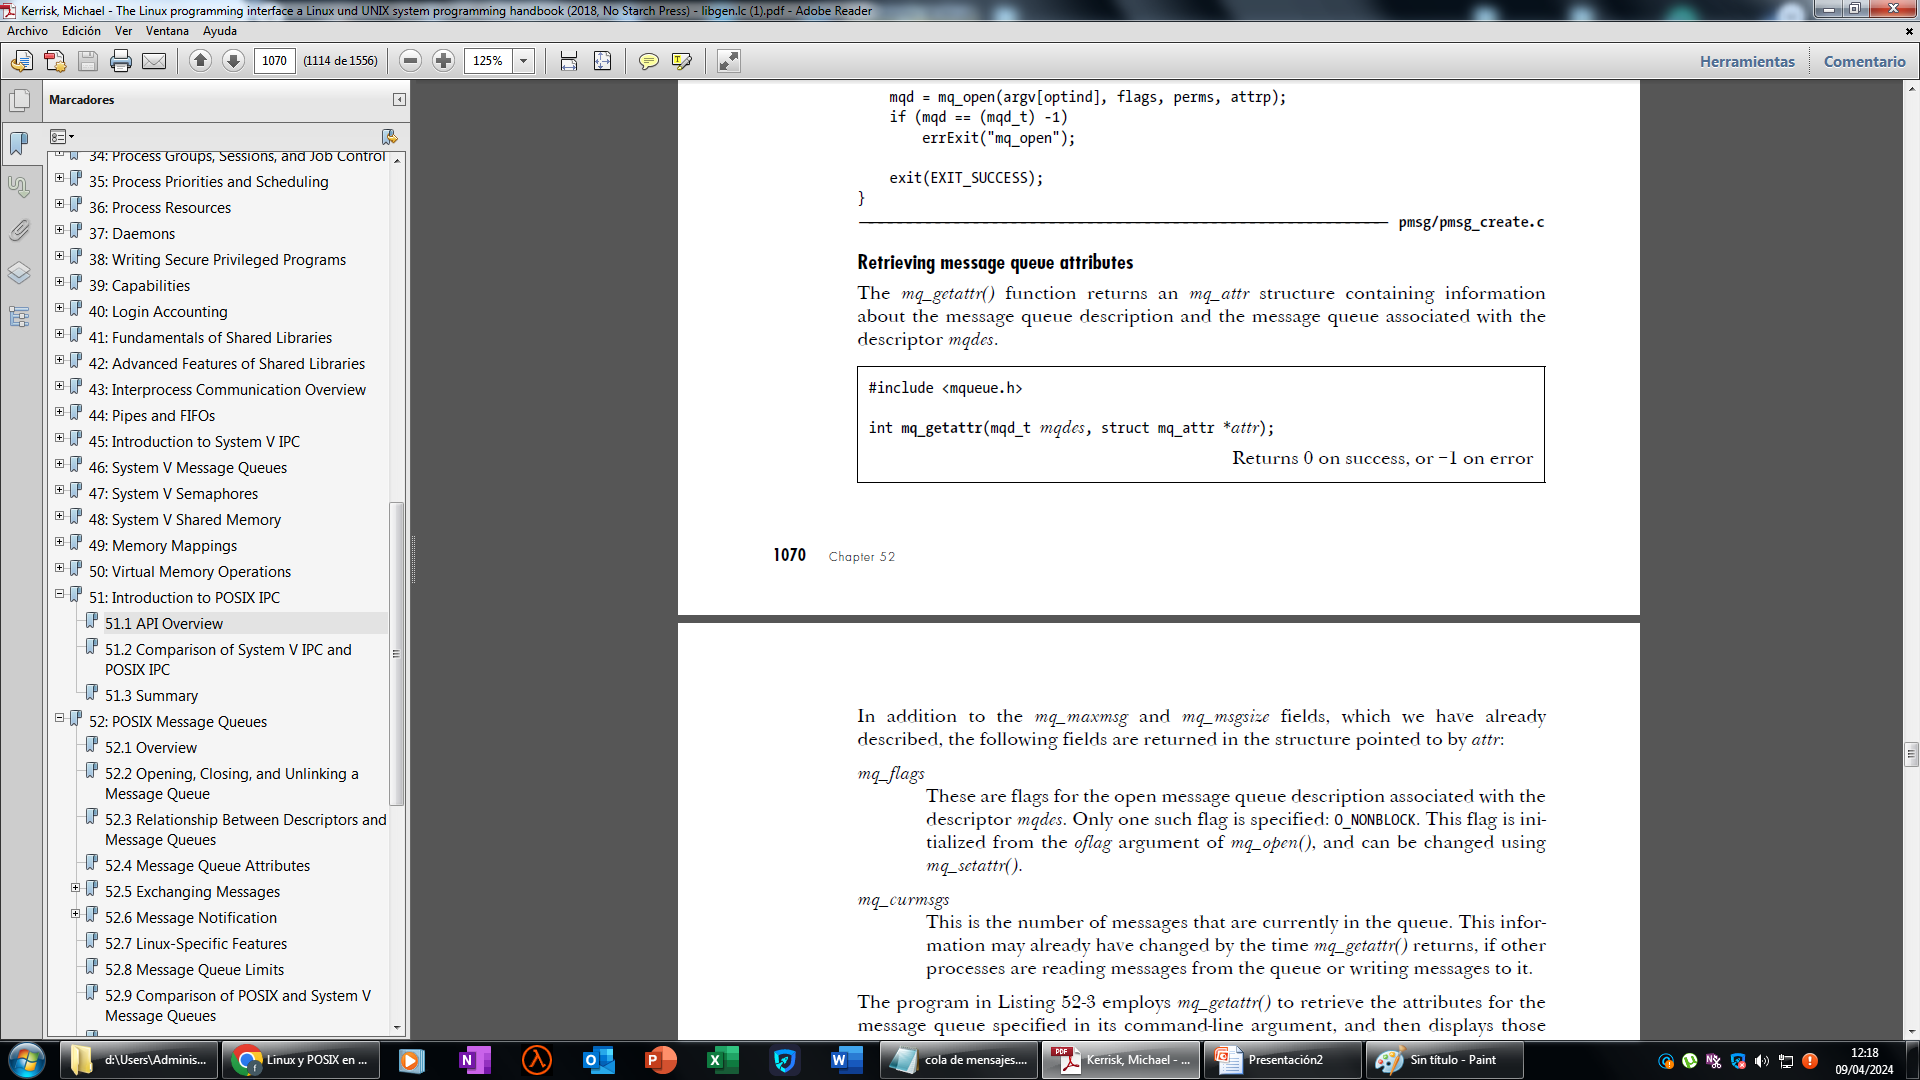 Kerrisk, Michael - The Linux programming interface a Linux und UNIX system programming handbook (2018, No Starch Press) - libgen.lc (1).pdf - Adobe Reader
Archivo Edición Ver Ventana Ayuda
1070 (1114 de 1556) 125% Herramientas Comentario
Marcadores
34: Process Groups, Sessions, and Job Control
35: Process Priorities and Scheduling
36: Process Resources
37: Daemons
38: Writing Secure Privileged Programs
39: Capabilities
40: Login Accounting
41: Fundamentals of Shared Libraries
42: Advanced Features of Shared Libraries
43: Interprocess Communication Overview
44: Pipes and FIFOs
45: Introduction to System V IPC
46: System V Message Queues
47: System V Semaphores
48: System V Shared Memory
49: Memory Mappings
50: Virtual Memory Operations
51: Introduction to POSIX IPC
51.1 API Overview
51.2 Comparison of System V IPC and
POSIX IPC
51.3 Summary
52: POSIX Message Queues
52.1 Overview
52.2 Opening, Closing, and Unlinking a
Message Queue
52.3 Relationship Between Descriptors and
Message Queues
52.4 Message Queue Attributes
52.5 Exchanging Messages
52.6 Message Notification
52.7 Linux-Specific Features
52.8 Message Queue Limits
52.9 Comparison of POSIX and System V
Message Queues
mqd = mq_open(argv[optind], flags, perms, attrp);
if (mqd == (mqd_t) -1)
errExit("mq_open");
exit(EXIT_SUCCESS);
}
pmsg/pmsg_create.c
Retrieving message queue attributes
The mq_getattr() function returns an mq_attr structure containing information
about the message queue description and the message queue associated with the
descriptor mqdes.
#include <mqueue.h>
int mq_getattr(mqd_t mqdes, struct mq_attr *attr);
Returns 0 on success, or −1 on error
1070 Chapter 52
In addition to the mq_maxmsg and mq_msgsize fields, which we have already
described, the following fields are returned in the structure pointed to by attr:
mq_flags
These are flags for the open message queue description associated with the
descriptor mqdes. Only one such flag is specified: O_NONBLOCK. This flag is ini-
tialized from the oflag argument of mq_open(), and can be changed using
mq_setattr().
mq_curmsgs
This is the number of messages that are currently in the queue. This infor-
mation may already have changed by the time mq_getattr() returns, if other
processes are reading messages from the queue or writing messages to it.
The program in Listing 52-3 employs mq_getattr() to retrieve the attributes for the
message queue specified in its command-line argument, and then displays those
d:\Users\Adminis... Linux y POSIX en ... cola de mensajes.... Kerrisk, Michael - ... Presentación2 Sin título - Paint
12:18
09/04/2024